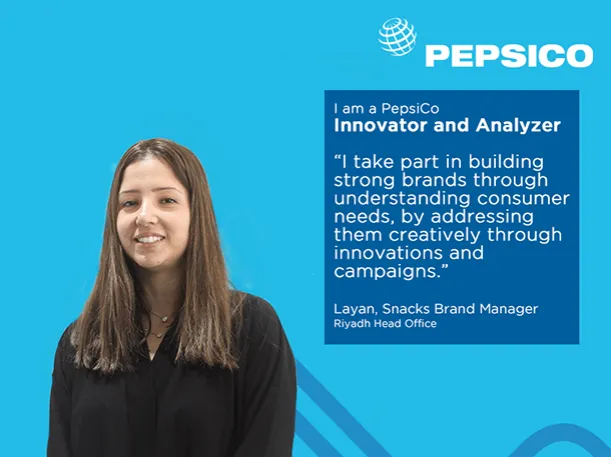 PEPSICO
I am a PepsiCo
Innovator and Analyzer
“I take part in building
strong brands through
understanding consumer
needs, by addressing
them creatively through
innovations and
campaigns.”
Layan, Snacks Brand Manager
Riyadh Head Office